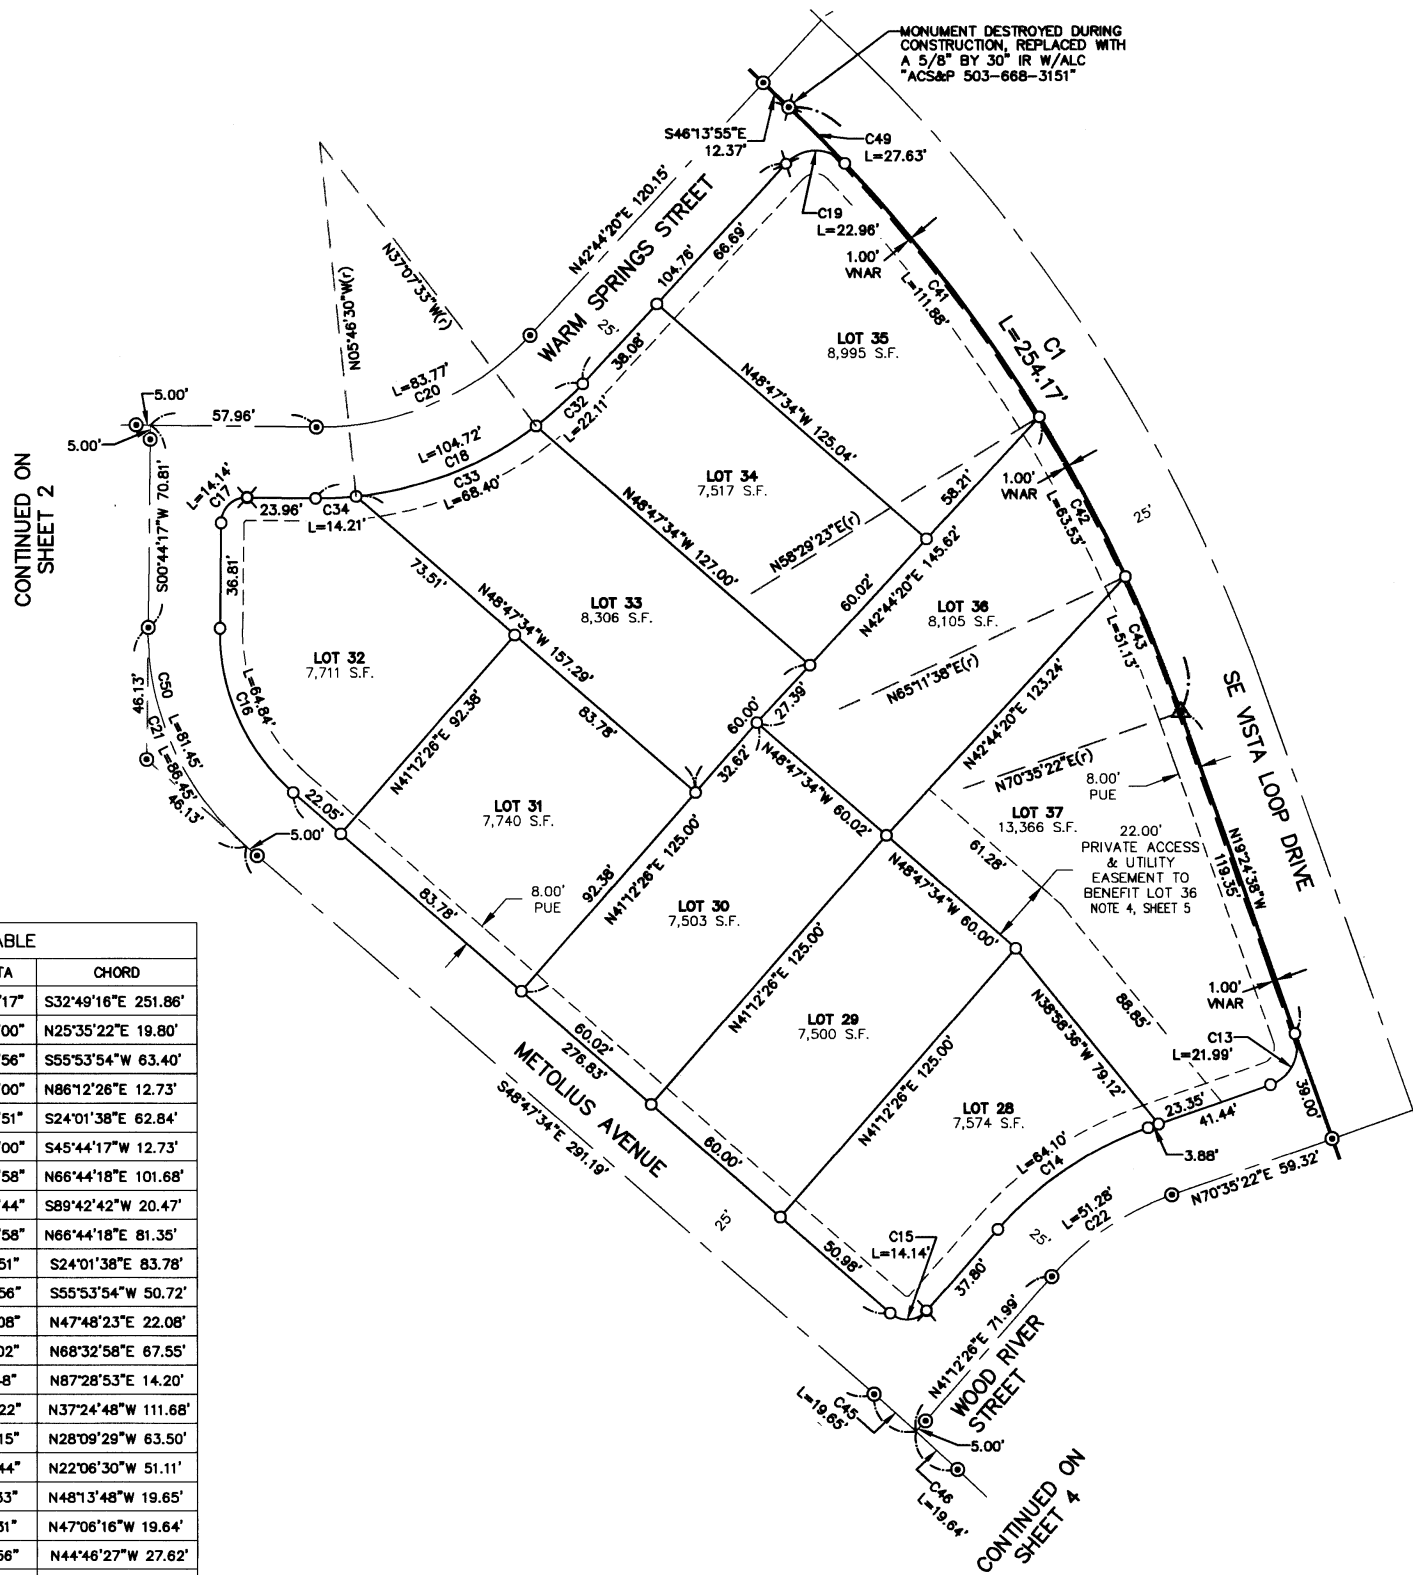 MONUMENT DESTROYED DURING
CONSTRUCTION, REPLACED WITH
A 5/8" BY 30" IR W/ALC
"ACS&P 503-668-3151"
S46°13'55"E
12.37'
C49
L=27.63'
N42°44'20"E 120.15'
WARM SPRINGS STREET
25'
C19
L=22.96'
104.76'
66.69'
1.00'
VNAR
C41
L=111.88'
C1
L=254.17'
N37°07'33"W(r)
N05°46'30"W(r)
LOT 35
8,995 S.F.
38.08'
N48°47'34"W 125.04'
L=83.77'
C20
5.00'
5.00'
57.96'
C32
L=22.11'
L=104.72'
C18
C33
L=68.40'
CONTINUED ON
SHEET 2
S00°44'17"W 70.81'
L=14.14'
C17
23.96'
C34
L=14.21'
LOT 34
7,517 S.F.
58.21'
1.00'
VNAR
C42
L=63.53'
25'
N48°47'34"W 127.00'
N58°29'23"E(r)
36.81'
73.51'
N48°47'34"W 157.29'
LOT 33
8,306 S.F.
60.02'
N42°44'20"E 145.62'
LOT 36
8,105 S.F.
C43
L=51.13'
LOT 32
7,711 S.F.
N65°11'38"E(r)
46.13'
C50
L=81.45'
C21 L=86.45'
46.13'
L=64.84'
C16
N41°12'26"E 92.38'
83.78'
60.00'
27.39'
32.62'
N42°44'20"E 123.24'
N48°47'34"W 60.02'
N70°35'22"E(r)
8.00'
PUE
SE VISTA LOOP DRIVE
22.05'
5.00'
LOT 31
7,740 S.F.
LOT 37
13,366 S.F.
61.28'
22.00'
PRIVATE ACCESS
& UTILITY
EASEMENT TO
BENEFIT LOT 36
NOTE 4, SHEET 5
N19°24'38"W
119.35'
83.78'
8.00'
PUE
92.38'
N41°12'26"E 125.00'
LOT 30
7,503 S.F.
N48°47'34"W 60.00'
N41°12'26"E 125.00'
88.85'
1.00'
VNAR
LOT 29
7,500 S.F.
N38°58'36"W 79.12'
C13
L=21.99'
39.00'
60.02'
276.83'
METOLIUS AVENUE
S48°47'34"E 291.19'
N41°12'26"E 125.00'
LOT 28
7,574 S.F.
23.35'
41.44'
3.88'
L=64.10'
C14
60.00'
25'
N70°35'22"E 59.32'
L=51.28'
C22
25'
50.98'
C15
L=14.14'
37.80'
N41°12'26"E 71.99'
WOOD RIVER
STREET
L=19.65'
C45
5.00'
C46
L=19.64'
CONTINUED ON
SHEET 4
ABLE
TA CHORD
'17" S32°49'16"E 251.86'
'00" N25°35'22"E 19.80'
'56" S55°53'54"W 63.40'
'00" N86°12'26"E 12.73'
'51" S24°01'38"E 62.84'
'00" S45°44'17"W 12.73'
'58" N66°44'18"E 101.68'
'44" S89°42'42"W 20.47'
'58" N66°44'18"E 81.35'
51" S24°01'38"E 83.78'
56" S55°53'54"W 50.72'
08" N47°48'23"E 22.08'
02" N68°32'58"E 67.55'
8" N87°28'53"E 14.20'
22" N37°24'48"W 111.68'
15" N28°09'29"W 63.50'
44" N22°06'30"W 51.11'
33" N48°13'48"W 19.65'
31" N47°06'16"W 19.64'
56" N44°46'27"W 27.62'